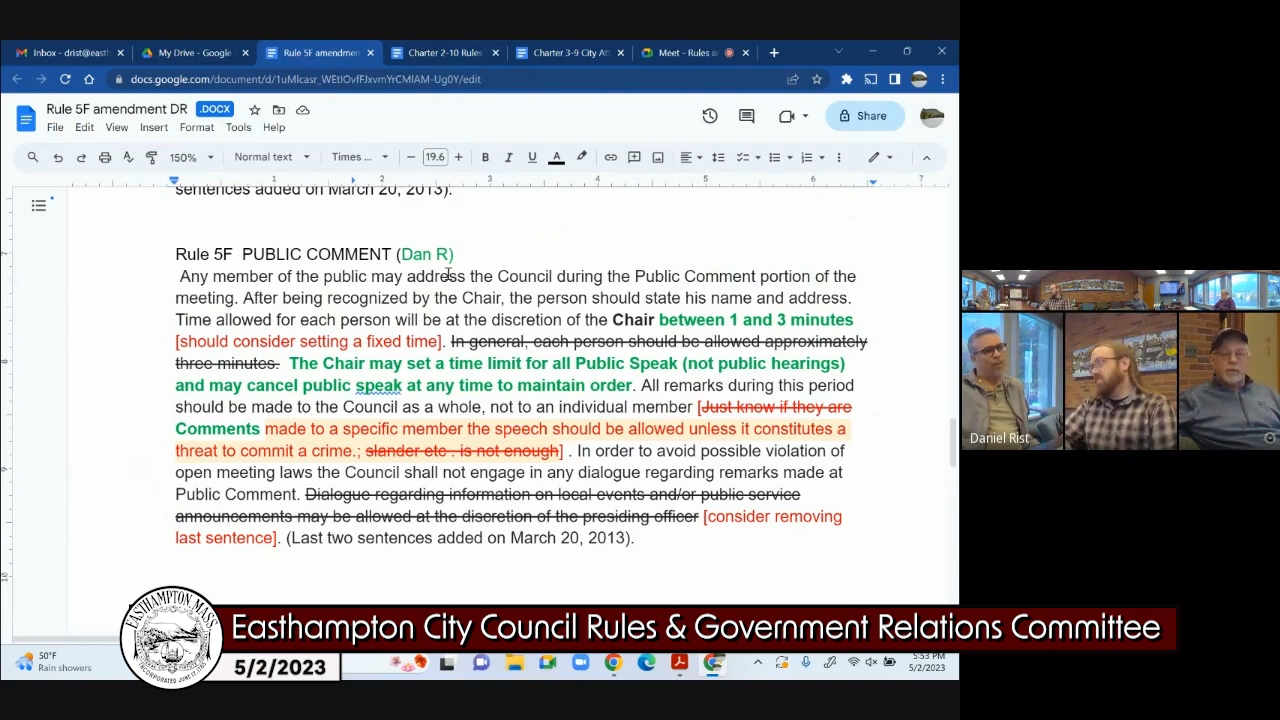 Inbox - drist@east
My Drive - Google
Rule 5F amendmen
Charter 2-10 Rules
Charter 3-9 City At
Meet - Rules a
docs.google.com/document/d/1uMlcasr_WEtIOvfFJxvmYrCMlAM-Ug0Y/edit
Rule 5F amendment DR .DOCX
File Edit View Insert Format Tools Help
Share
150% Normal text Times ... 19.6 B I U A
1 2 3 4 5 6 7
sentences added on March 20, 2013).
Rule 5F PUBLIC COMMENT (Dan R)
Any member of the public may address the Council during the Public Comment portion of the
meeting. After being recognized by the Chair, the person should state his name and address.
Time allowed for each person will be at the discretion of the Chair between 1 and 3 minutes
[should consider setting a fixed time]. In general, each person should be allowed approximately
three minutes. The Chair may set a time limit for all Public Speak (not public hearings)
and may cancel public speak at any time to maintain order. All remarks during this period
should be made to the Council as a whole, not to an individual member [Just know if they are
Comments made to a specific member the speech should be allowed unless it constitutes a
threat to commit a crime.; slander etc . is not enough] . In order to avoid possible violation of
open meeting laws the Council shall not engage in any dialogue regarding remarks made at
Public Comment. Dialogue regarding information on local events and/or public service
announcements may be allowed at the discretion of the presiding officer [consider removing
last sentence]. (Last two sentences added on March 20, 2013).
Daniel Rist
EASTHAMPTON MASS
INCORPORATED JUNE 17,
Easthampton City Council Rules & Government Relations Committee
5/2/2023
50°F
Rain showers
5:53 PM
5/2/2023